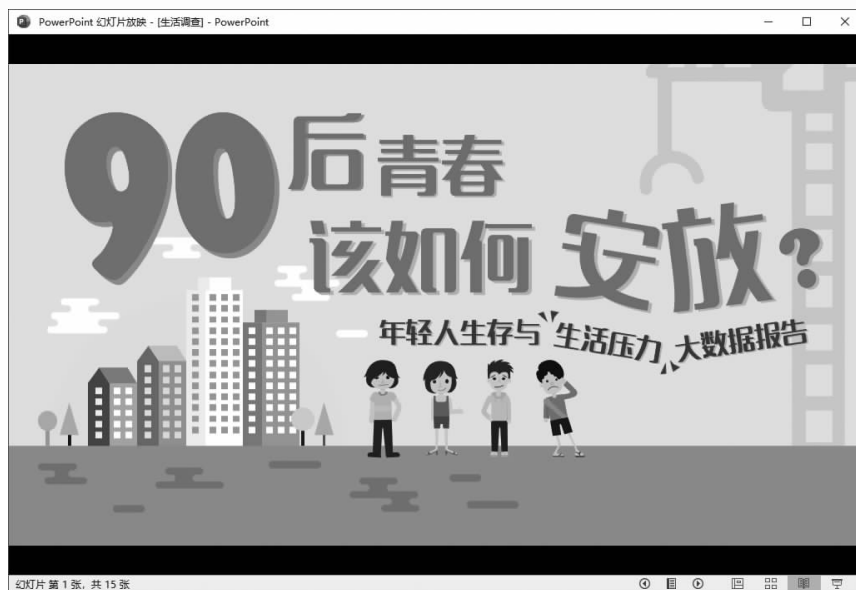 PowerPoint 幻灯片放映 - [生活调查] - PowerPoint
90后青春
该如何安放?
年轻人生存与"生活压力"大数据报告
幻灯片 第 1 张，共 15 张